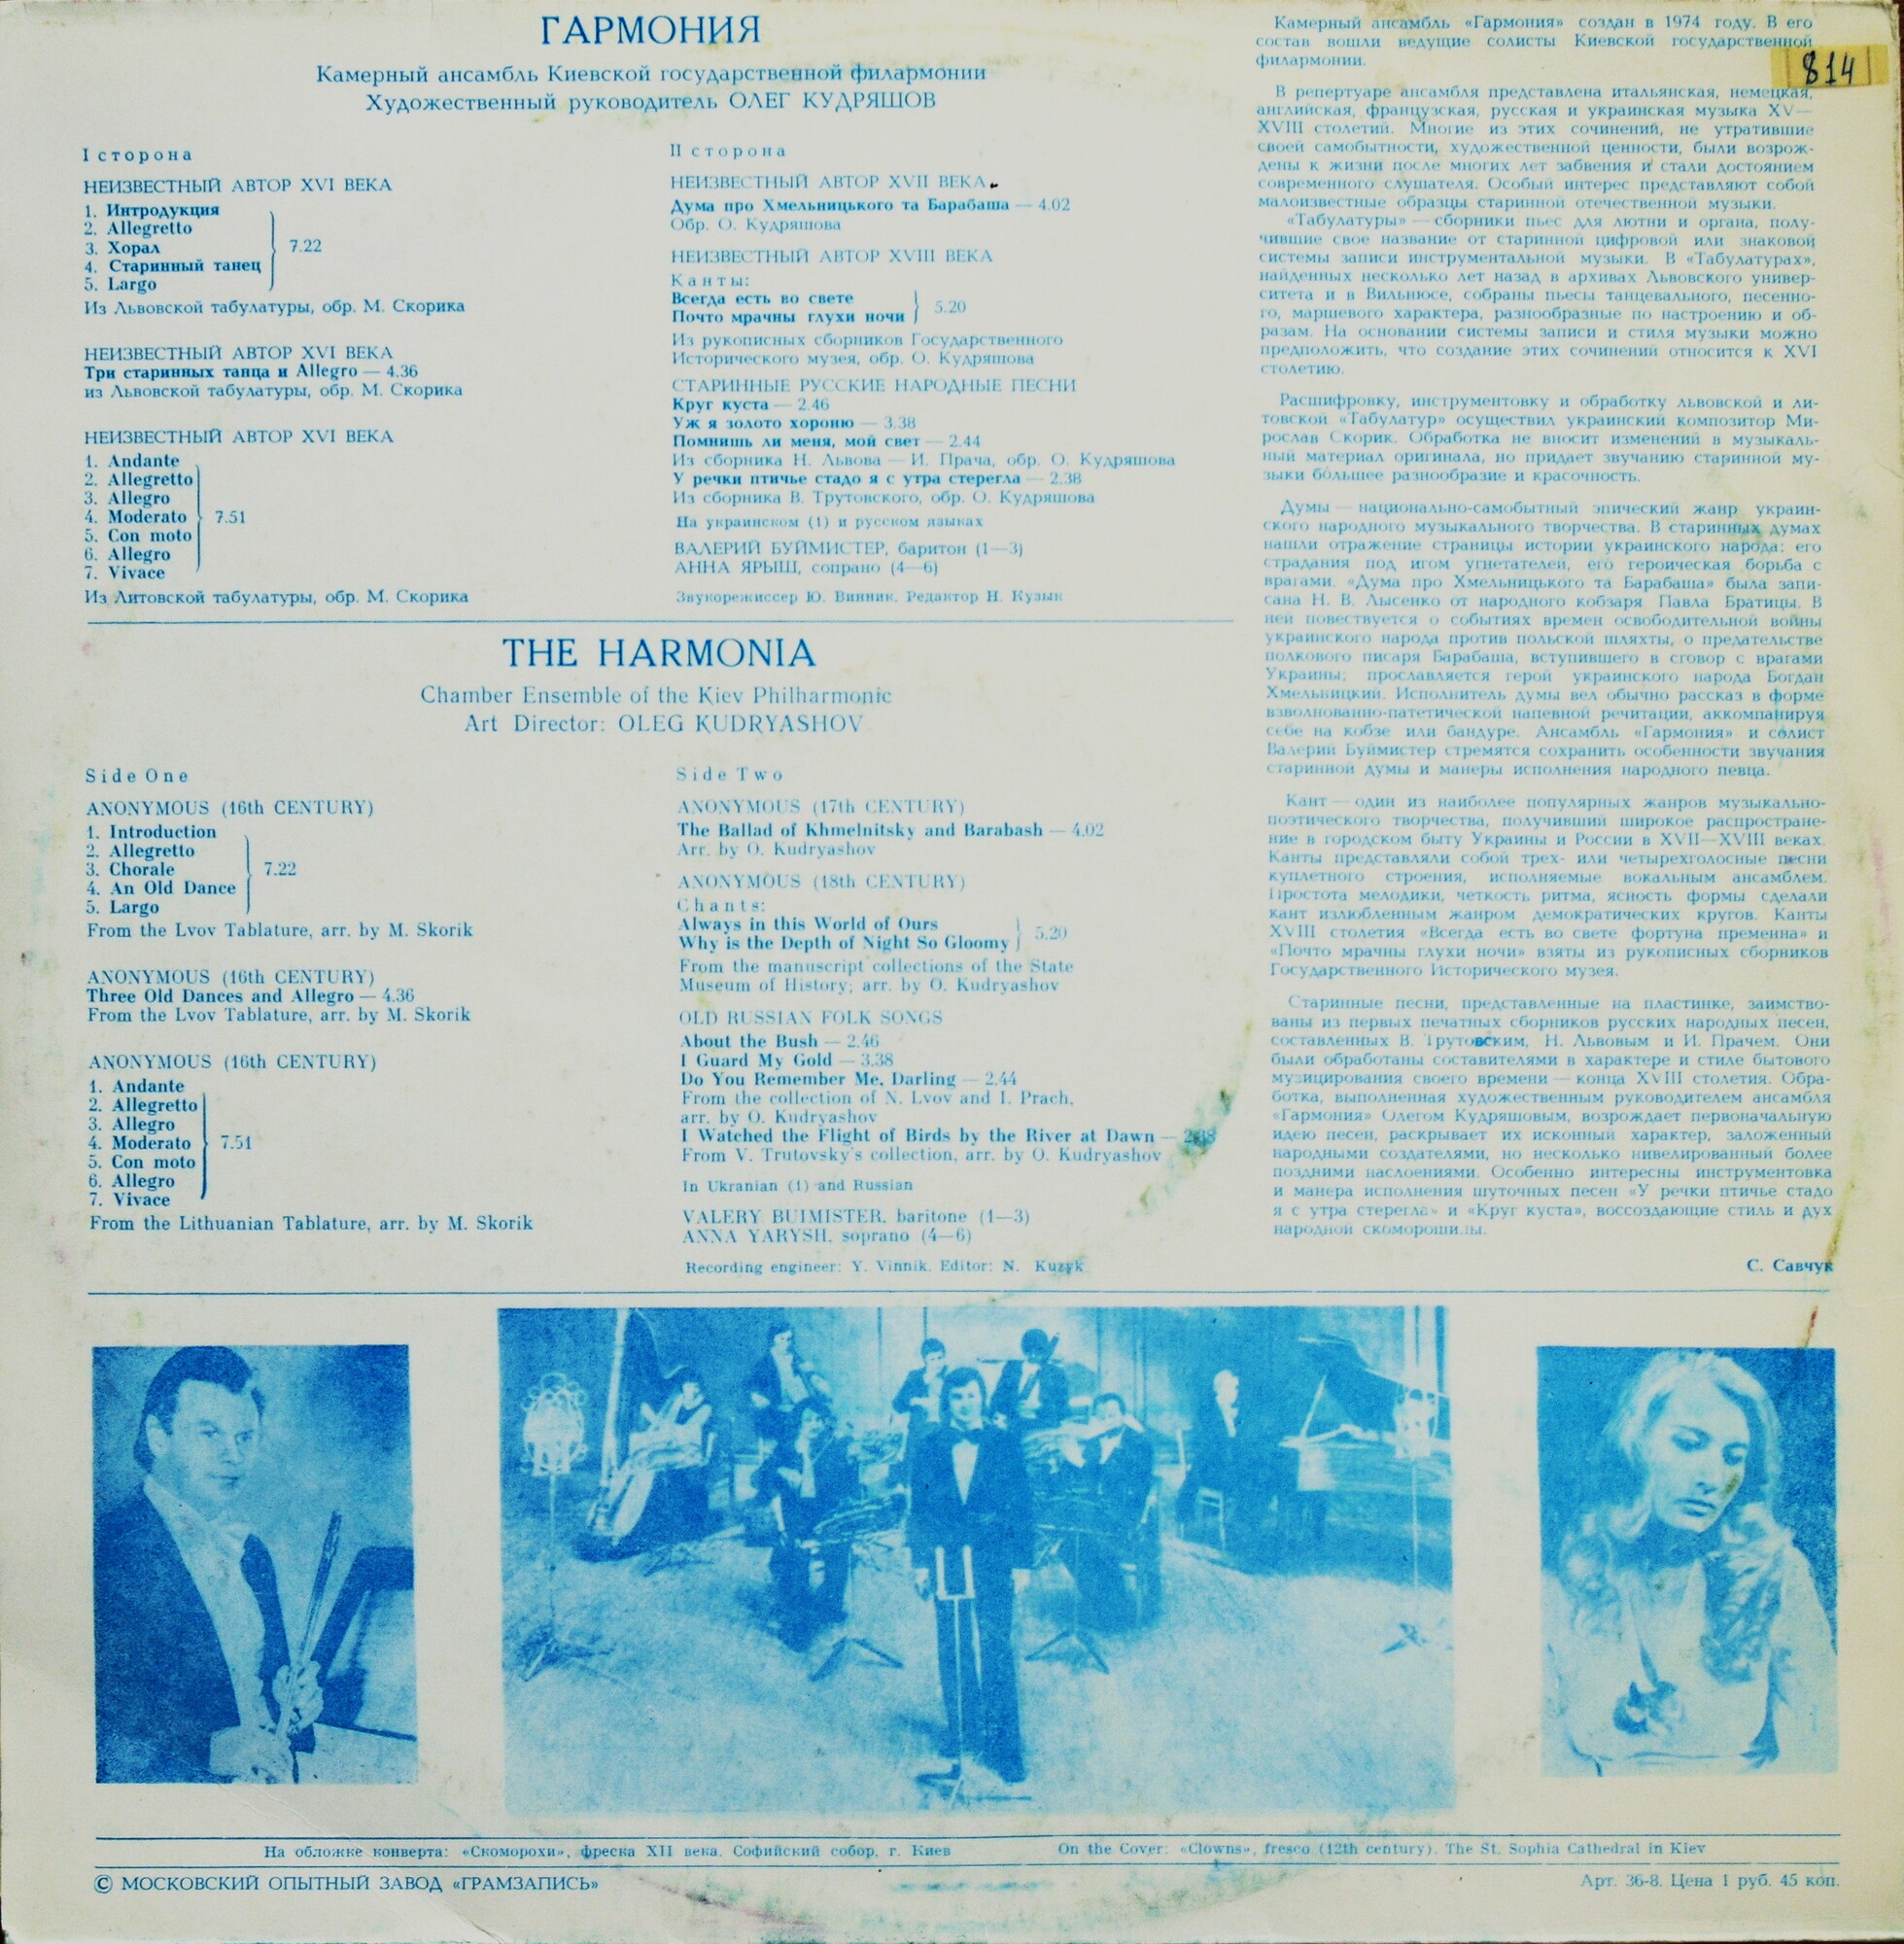 ГАРМОНИЯ
Камерный ансамбль Киевской государственной филармонии
Художественный руководитель ОЛЕГ КУДРЯШОВ
I сторона
НЕИЗВЕСТНЫЙ АВТОР XVI ВЕКА
1. Интродукция
2. Allegretto
3. Хорал
4. Старинный танец
5. Largo
7.22
Из Львовской табулатуры, обр. М. Скорика
НЕИЗВЕСТНЫЙ АВТОР XVI ВЕКА
Три старинных танца и Allegro — 4.36
из Львовской табулатуры, обр. М. Скорика
НЕИЗВЕСТНЫЙ АВТОР XVI ВЕКА
1. Andante
2. Allegretto
3. Allegro
4. Moderato
5. Con moto
6. Allegro
7. Vivace
7.51
Из Литовской табулатуры, обр. М. Скорика
II сторона
НЕИЗВЕСТНЫЙ АВТОР XVII ВЕКА
Дума про Хмельницького та Барабаша — 4.02
Обр. О. Кудряшова
НЕИЗВЕСТНЫЙ АВТОР XVIII ВЕКА
Канты:
Всегда есть во свете
Почто мрачны глухи ночи
5.20
Из рукописных сборников Государственного
Исторического музея, обр. О. Кудряшова
СТАРИННЫЕ РУССКИЕ НАРОДНЫЕ ПЕСНИ
Круг куста — 2.46
Уж я золото хороню — 3.38
Помнишь ли меня, мой свет — 2.44
Из сборника Н. Львова — И. Прача, обр. О. Кудряшова
У речки птичье стадо я с утра стерегла — 2.38
Из сборника В. Трутовского, обр. О. Кудряшова
На украинском (1) и русском языках
ВАЛЕРИЙ БУЙМИСТЕР, баритон (1—3)
АННА ЯРЫШ, сопрано (4—6)
Звукорежиссер Ю. Винник. Редактор Н. Кузык
THE HARMONIA
Chamber Ensemble of the Kiev Philharmonic
Art Director: OLEG KUDRYASHOV
Side One
ANONYMOUS (16th CENTURY)
1. Introduction
2. Allegretto
3. Chorale
4. An Old Dance
5. Largo
7.22
From the Lvov Tablature, arr. by M. Skorik
ANONYMOUS (16th CENTURY)
Three Old Dances and Allegro — 4.36
From the Lvov Tablature, arr. by M. Skorik
ANONYMOUS (16th CENTURY)
1. Andante
2. Allegretto
3. Allegro
4. Moderato
5. Con moto
6. Allegro
7. Vivace
7.51
From the Lithuanian Tablature, arr. by M. Skorik
Side Two
ANONYMOUS (17th CENTURY)
The Ballad of Khmelnitsky and Barabash — 4.02
Arr. by O. Kudryashov
ANONYMOUS (18th CENTURY)
Chants:
Always in this World of Ours
Why is the Depth of Night So Gloomy
5.20
From the manuscript collections of the State
Museum of History; arr. by O. Kudryashov
OLD RUSSIAN FOLK SONGS
About the Bush — 2.46
I Guard My Gold — 3.38
Do You Remember Me, Darling — 2.44
From the collection of N. Lvov and I. Prach,
arr. by O. Kudryashov
I Watched the Flight of Birds by the River at Dawn — 2.38
From V. Trutovsky's collection, arr. by O. Kudryashov
In Ukranian (1) and Russian
VALERY BUIMISTER, baritone (1—3)
ANNA YARYSH, soprano (4—6)
Recording engineer: Y. Vinnik. Editor: N. Kuzyk
Камерный ансамбль «Гармония» создан в 1974 году. В его
состав вошли ведущие солисты Киевской государственной
филармонии.
814
В репертуаре ансамбля представлена итальянская, немецкая,
английская, французская, русская и украинская музыка XV—
XVIII столетий. Многие из этих сочинений, не утратившие
своей самобытности, художественной ценности, были возрож-
дены к жизни после многих лет забвения и стали достоянием
современного слушателя. Особый интерес представляют собой
малоизвестные образцы старинной отечественной музыки.
«Табулатуры» — сборники пьес для лютни и органа, полу-
чившие свое название от старинной цифровой или знаковой
системы записи инструментальной музыки. В «Табулатурах»,
найденных несколько лет назад в архивах Львовского универ-
ситета и в Вильнюсе, собраны пьесы танцевального, песенно-
го, маршевого характера, разнообразные по настроению и об-
разам. На основании системы записи и стиля музыки можно
предположить, что создание этих сочинений относится к XVI
столетию.
Расшифровку, инструментовку и обработку львовской и ли-
товской «Табулатур» осуществил украинский композитор Ми-
рослав Скорик. Обработка не вносит изменений в музыкаль-
ный материал оригинала, но придает звучанию старинной му-
зыки бо́льшее разнообразие и красочность.
Думы — национально-самобытный эпический жанр украин-
ского народного музыкального творчества. В старинных думах
нашли отражение страницы истории украинского народа: его
страдания под игом угнетателей, его героическая борьба с
врагами. «Дума про Хмельницького та Барабаша» была запи-
сана Н. В. Лысенко от народного кобзаря Павла Братицы. В
ней повествуется о событиях времен освободительной войны
украинского народа против польской шляхты, о предательстве
полкового писаря Барабаша, вступившего в сговор с врагами
Украины; прославляется герой украинского народа Богдан
Хмельницкий. Исполнитель думы вел обычно рассказ в форме
взволнованно-патетической напевной речитации, аккомпанируя
себе на кобзе или бандуре. Ансамбль «Гармония» и солист
Валерий Буймистер стремятся сохранить особенности звучания
старинной думы и манеры исполнения народного певца.
Кант — один из наиболее популярных жанров музыкально-
поэтического творчества, получивший широкое распростране-
ние в городском быту Украины и России в XVII—XVIII веках.
Канты представляли собой трех- или четырехголосные песни
куплетного строения, исполняемые вокальным ансамблем.
Простота мелодики, четкость ритма, ясность формы сделали
кант излюбленным жанром демократических кругов. Канты
XVIII столетия «Всегда есть во свете фортуна пременна» и
«Почто мрачны глухи ночи» взяты из рукописных сборников
Государственного Исторического музея.
Старинные песни, представленные на пластинке, заимство-
ваны из первых печатных сборников русских народных песен,
составленных В. Трутовским, Н. Львовым и И. Прачем. Они
были обработаны составителями в характере и стиле бытового
музицирования своего времени — конца XVIII столетия. Обра-
ботка, выполненная художественным руководителем ансамбля
«Гармония» Олегом Кудряшовым, возрождает первоначальную
идею песен, раскрывает их исконный характер, заложенный
народными создателями, но несколько нивелированный более
поздними наслоениями. Особенно интересны инструментовка
и манера исполнения шуточных песен «У речки птичье стадо
я с утра стерегла» и «Круг куста», воссоздающие стиль и дух
народной скоморошины.
С. Савчук
На обложке конверта: «Скоморохи», фреска XII века. Софийский собор, г. Киев
On the Cover: «Clowns», fresco (12th century). The St. Sophia Cathedral in Kiev
© МОСКОВСКИЙ ОПЫТНЫЙ ЗАВОД «ГРАМЗАПИСЬ»
Арт. 36-8. Цена 1 руб. 45 коп.